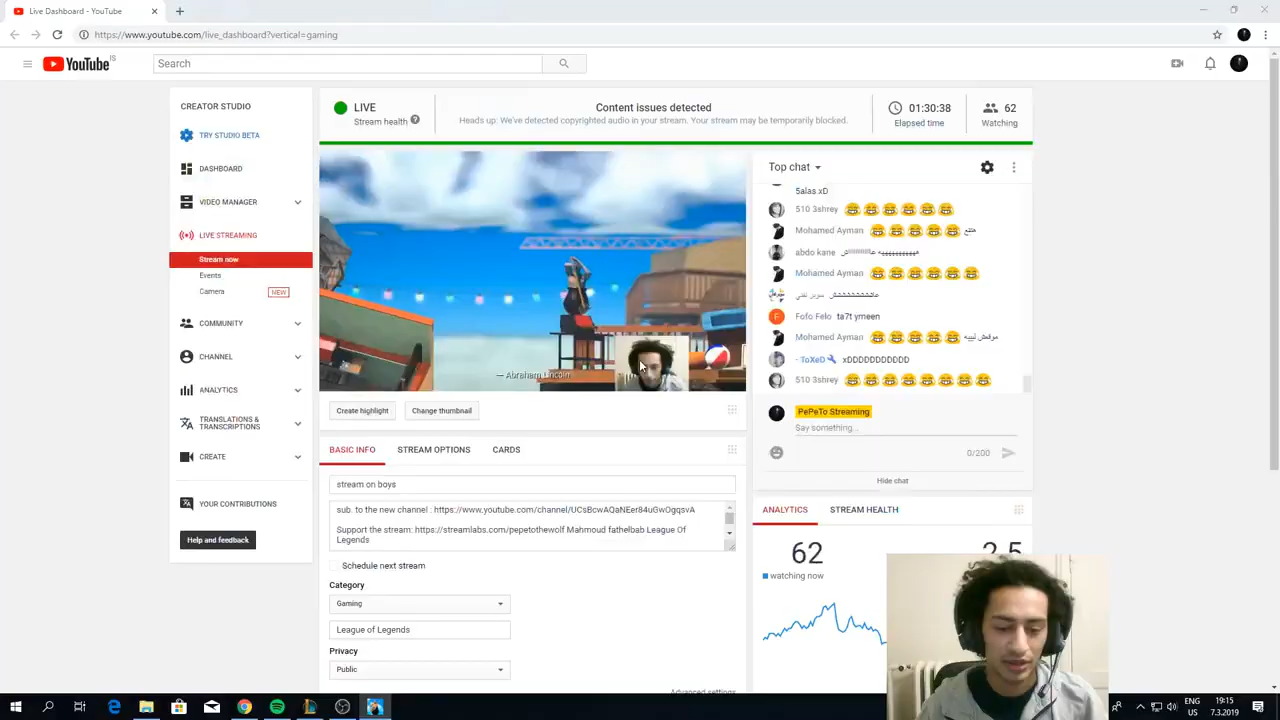 Live Dashboard - YouTube
https://www.youtube.com/live_dashboard?vertical=gaming
YouTube IS
Search
CREATOR STUDIO
TRY STUDIO BETA
DASHBOARD
VIDEO MANAGER
LIVE STREAMING
Stream now
Events
Camera
NEW
COMMUNITY
CHANNEL
ANALYTICS
TRANSLATIONS &
TRANSCRIPTIONS
CREATE
YOUR CONTRIBUTIONS
Help and feedback
LIVE
Stream health
Content issues detected
Heads up: We've detected copyrighted audio in your stream. Your stream may be temporarily blocked.
01:30:38
Elapsed time
62
Watching
— Abraham Lincoln
Create highlight
Change thumbnail
BASIC INFO
STREAM OPTIONS
CARDS
stream on boys
sub. to the new channel : https://www.youtube.com/channel/UCsBcwAQaNEer84uGwOgqsvA
Support the stream: https://streamlabs.com/pepetothewolf Mahmoud fathelbab League Of
Legends
Schedule next stream
Category
Gaming
League of Legends
Privacy
Public
Advanced settings
Top chat
5alas xD
510 3shrey
Mohamed Ayman
abdo kane
Mohamed Ayman
سوبر نفتي
Fofo Felo ta7t ymeen
Mohamed Ayman
- ToXeD xDDDDDDDDDD
510 3shrey
PePeTo Streaming
Say something...
0/200
Hide chat
ANALYTICS
STREAM HEALTH
62
2.5
watching now
ENG
US
19:15
7.3.2019